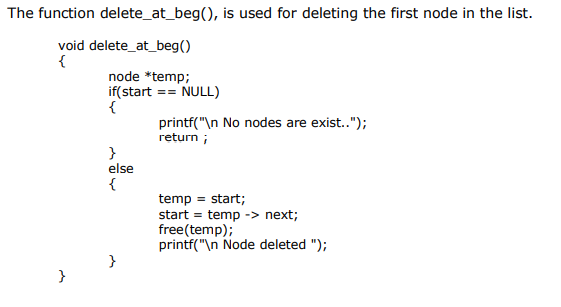 The function delete_at_beg(), is used for deleting the first node in the list.
void delete_at_beg()
{
node *temp;
if(start == NULL)
{
printf("\n No nodes are exist..");
return ;
}
else
{
temp = start;
start = temp -> next;
free(temp);
printf("\n Node deleted ");
}
}